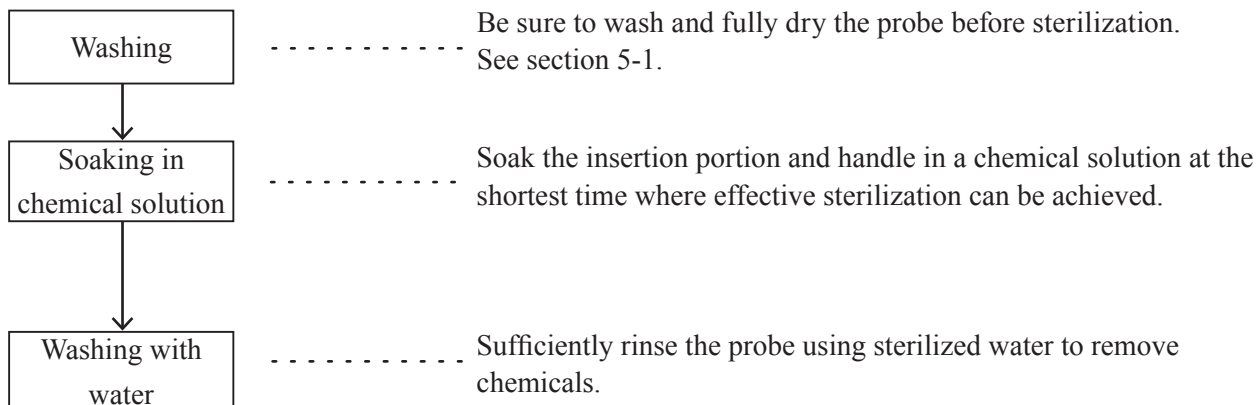 Washing
Be sure to wash and fully dry the probe before sterilization.
See section 5-1.
Soaking in
chemical solution
Soak the insertion portion and handle in a chemical solution at the
shortest time where effective sterilization can be achieved.
Washing with
water
Sufficiently rinse the probe using sterilized water to remove
chemicals.